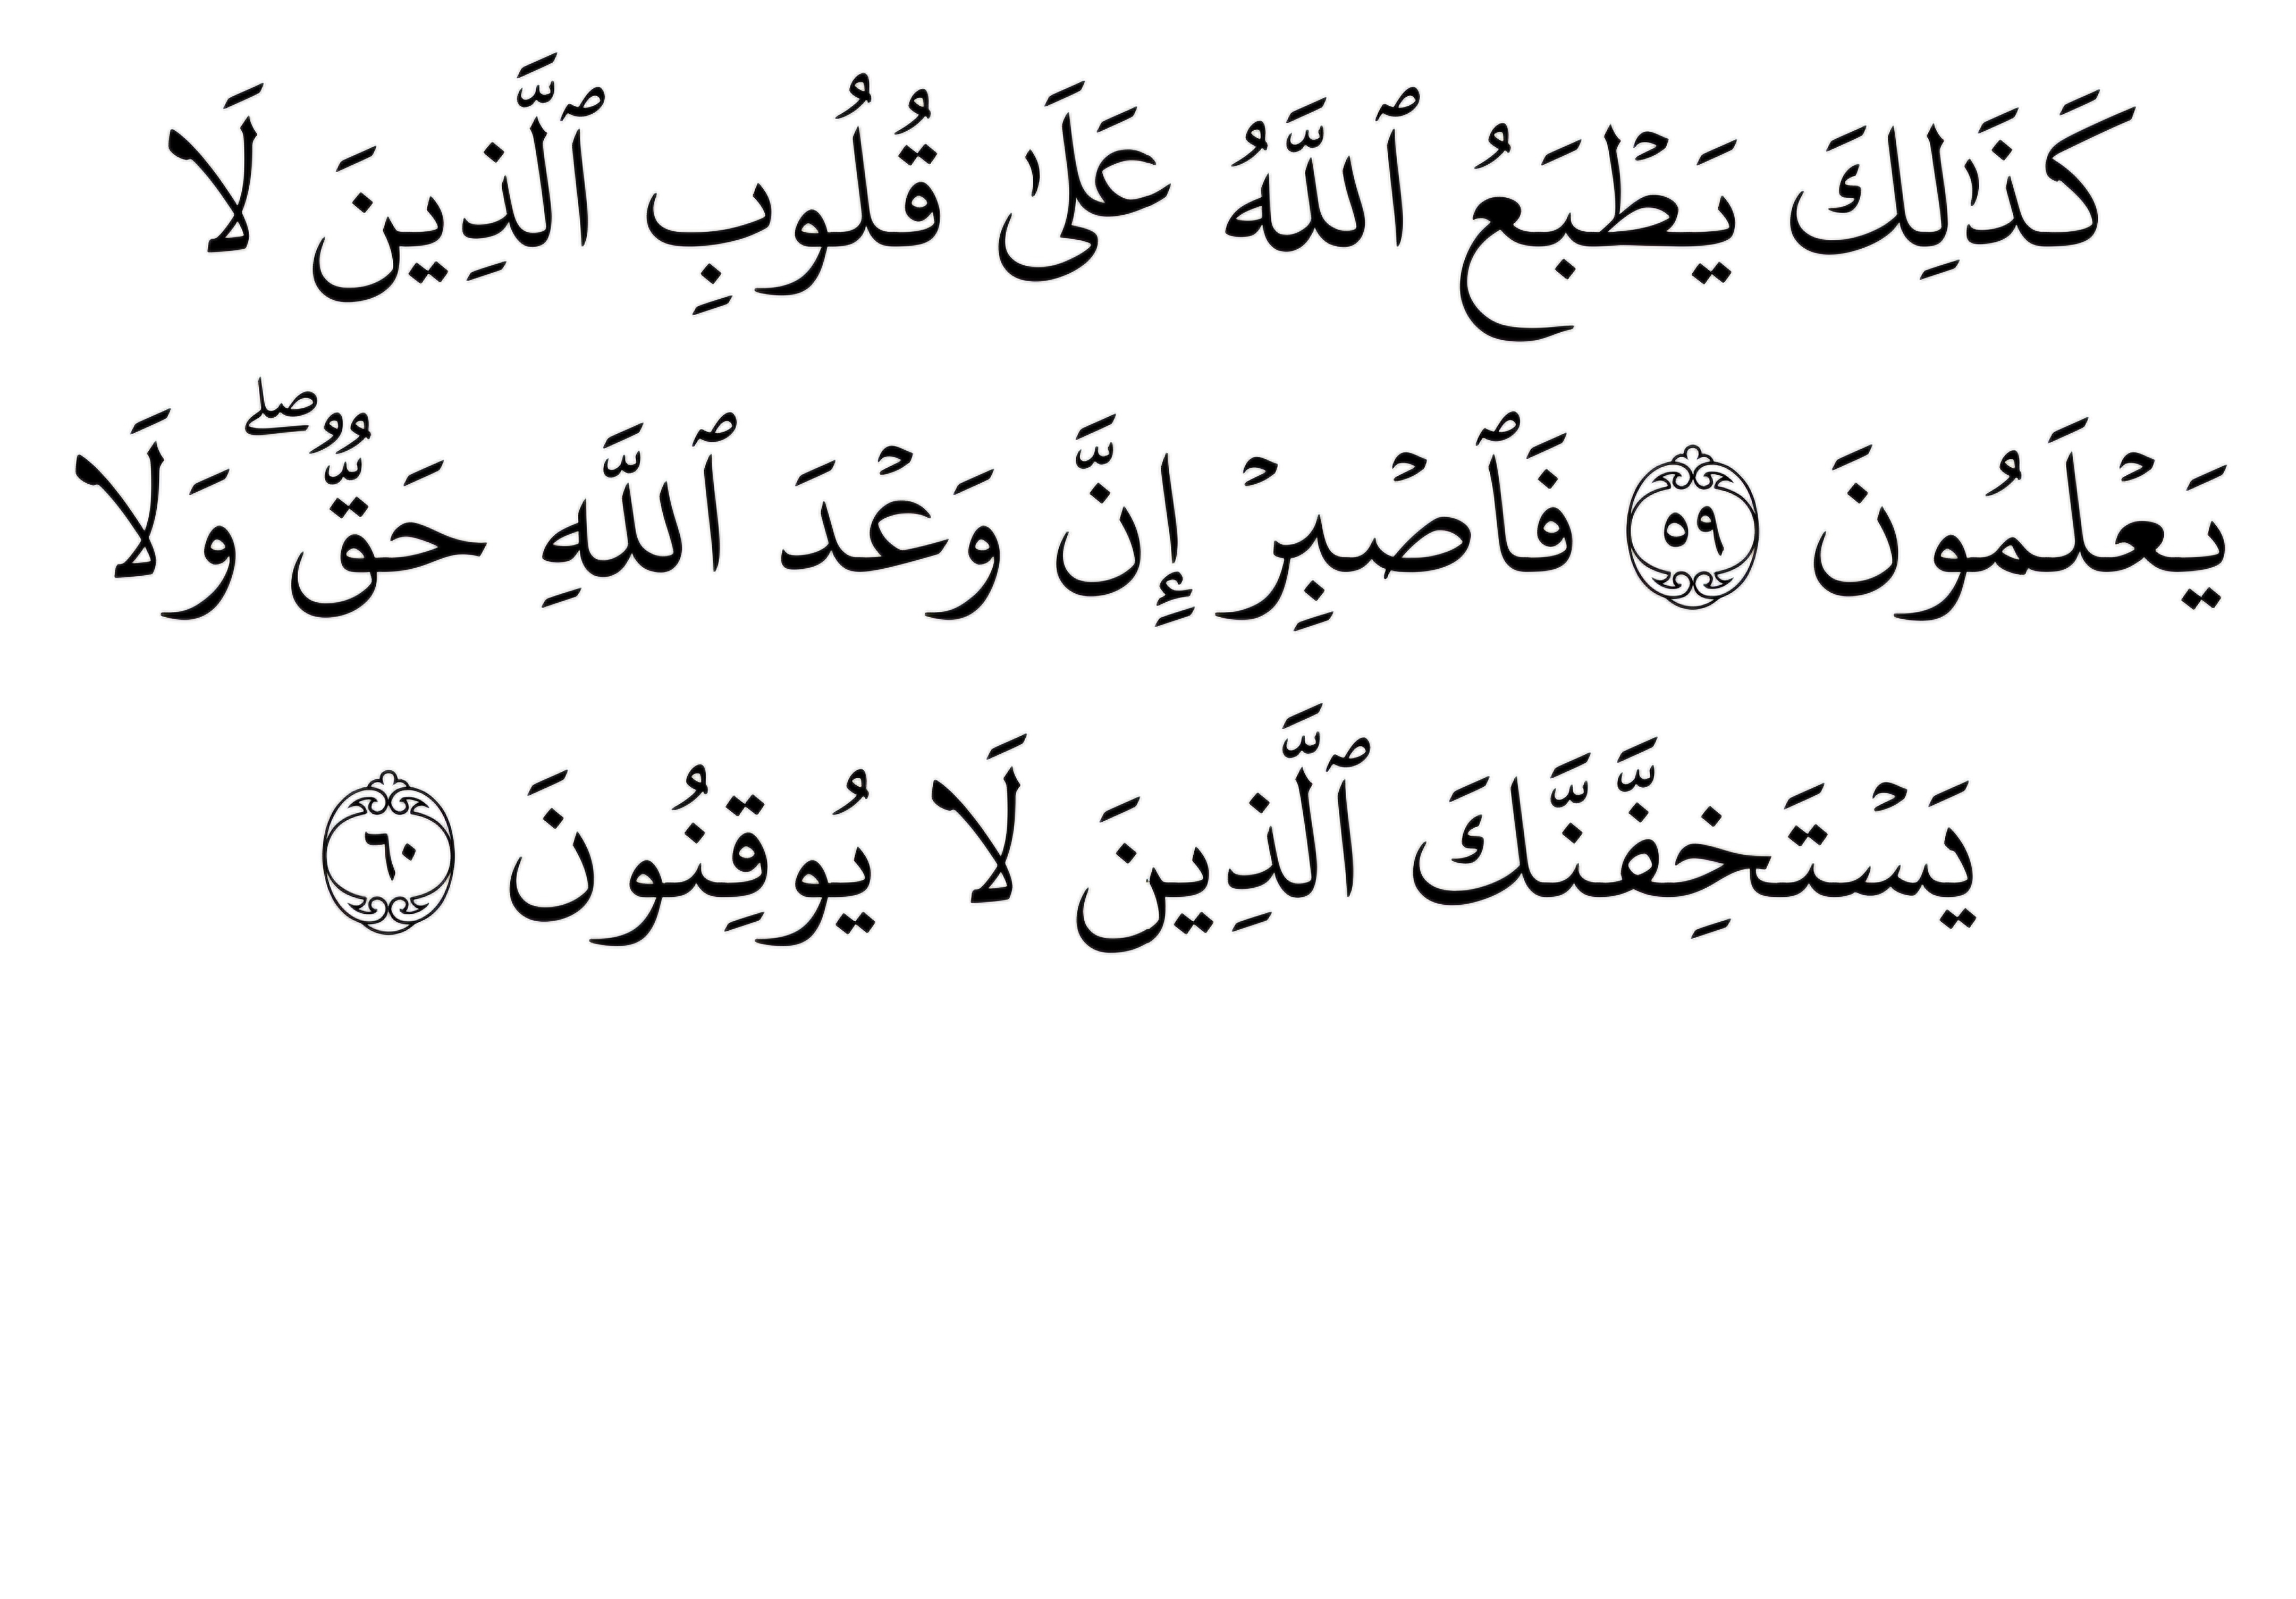 كَذَٰلِكَ يَطْبَعُ ٱللَّهُ عَلَىٰ قُلُوبِ ٱلَّذِينَ لَا
يَعْلَمُونَ ٥٩ فَٱصْبِرْ إِنَّ وَعْدَ ٱللَّهِ حَقٌّ ۖ وَلَا
يَسْتَخِفَّنَّكَ ٱلَّذِينَ لَا يُوقِنُونَ ٦٠